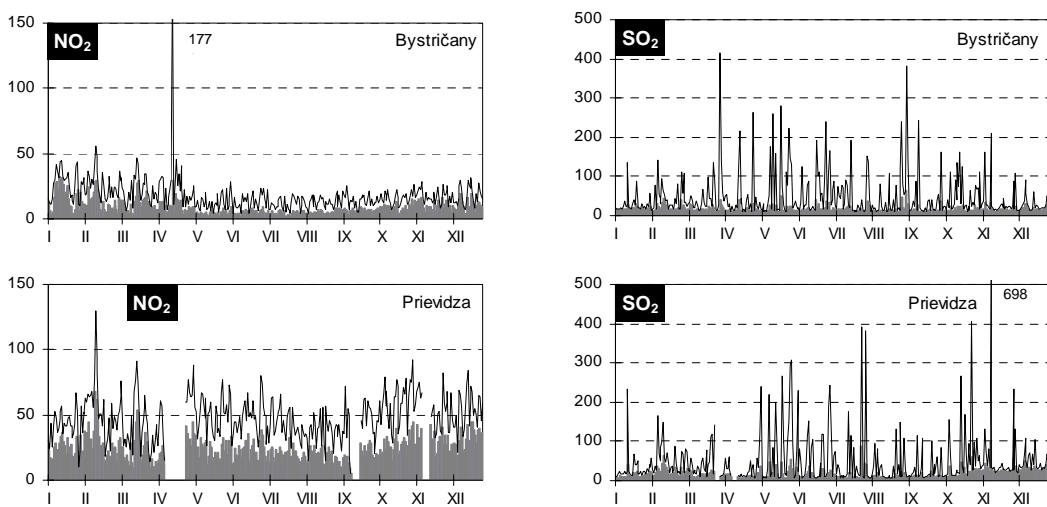 NO₂
177
Bystričany
150
100
50
0
I II III IV V VI VII VIII IX X XI XII
SO₂
Bystričany
500
400
300
200
100
0
I II III IV V VI VII VIII IX X XI XII
NO₂
Prievidza
150
100
50
0
I II III IV V VI VII VIII IX X XI XII
SO₂
Prievidza
698
500
400
300
200
100
0
I II III IV V VI VII VIII IX X XI XII